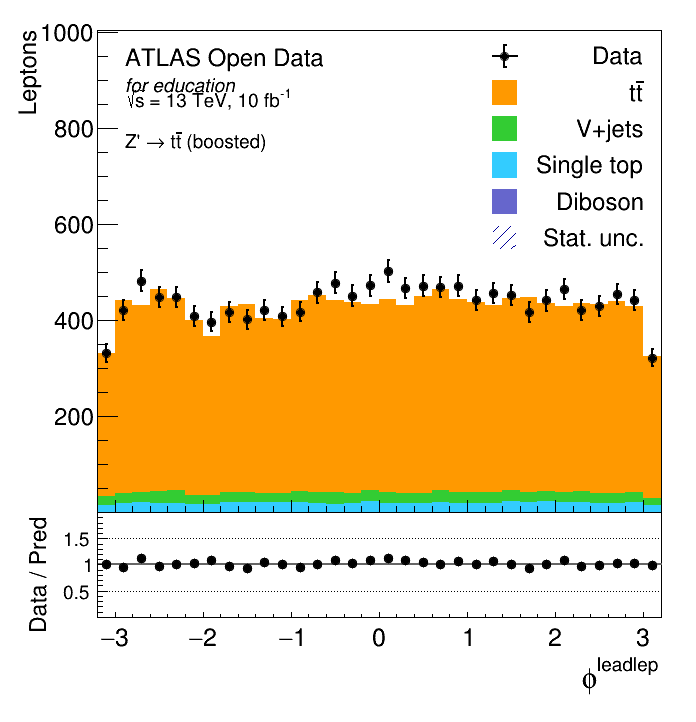 Leptons
1000
800
600
400
200
ATLAS Open Data
for education
√s = 13 TeV, 10 fb⁻¹
Z' → tt̄ (boosted)
Data
tt̄
V+jets
Single top
Diboson
Stat. unc.
Data / Pred
1.5
1
0.5
−3 −2 −1 0 1 2 3
ϕ^leadlep